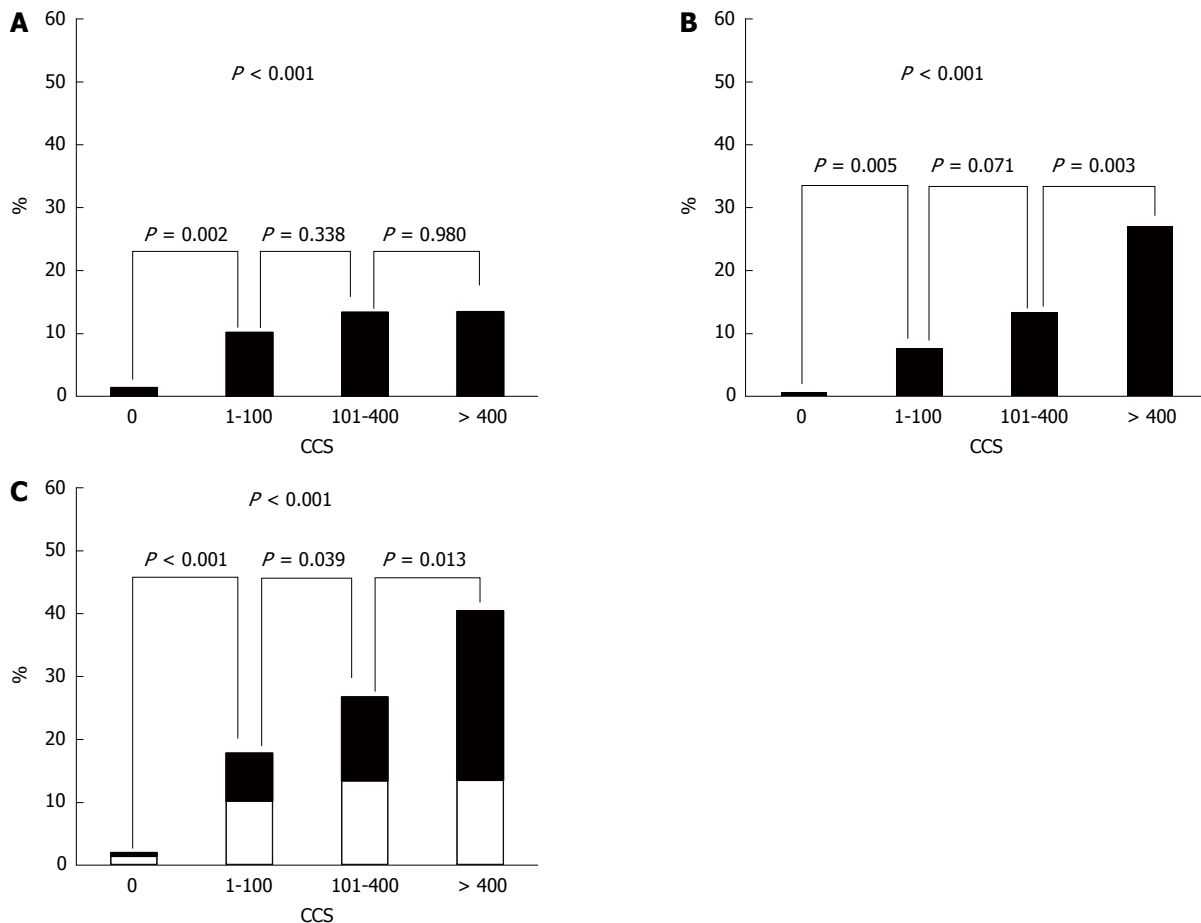 A
60
50
40
30
20
10
0
%
P < 0.001
P = 0.002 P = 0.338 P = 0.980
0 1-100 101-400 > 400
CCS
B
60
50
40
30
20
10
0
%
P < 0.001
P = 0.005 P = 0.071 P = 0.003
0 1-100 101-400 > 400
CCS
C
60
50
40
30
20
10
0
%
P < 0.001
P < 0.001 P = 0.039 P = 0.013
0 1-100 101-400 > 400
CCS